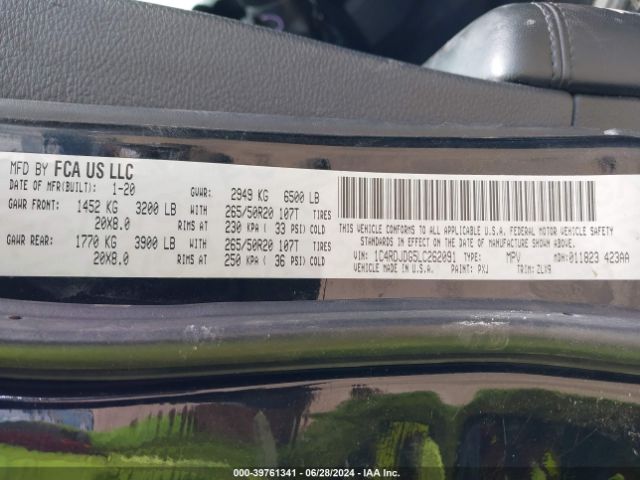 MFD BY FCA US LLC
DATE OF MFR(BUILT): 1-20 GVWR: 2949 KG 6500 LB
GAWR FRONT: 1452 KG 3200 LB WITH 265/50R20 107T TIRES
20X8.0 RIMS AT 230 KPA ( 33 PSI) COLD
GAWR REAR: 1770 KG 3900 LB WITH 265/50R20 107T TIRES
20X8.0 RIMS AT 250 KPA ( 36 PSI) COLD
THIS VEHICLE CONFORMS TO ALL APPLICABLE U.S.A. FEDERAL MOTOR VEHICLE SAFETY
STANDARDS IN EFFECT ON THE DATE OF MANUFACTURE SHOWN ABOVE.
VIN: 1C4RDJDG5LC262091 TYPE: MPV MDH: 011823 423AA
VEHICLE MADE IN U.S.A. PAINT: PXJ TRIM: ZLX9
000-39761341 - 06/28/2024 - IAA Inc.